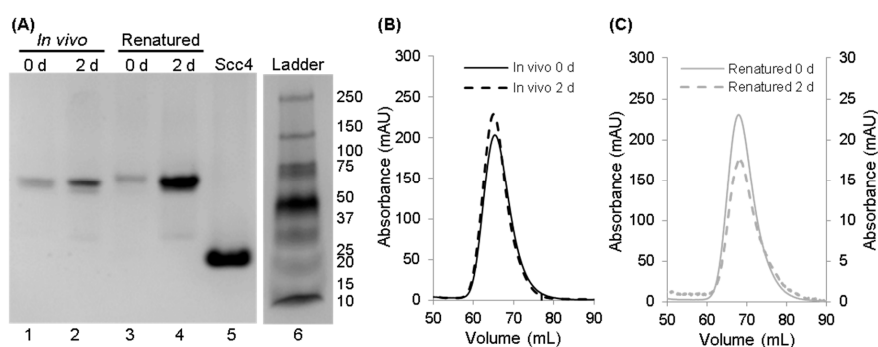 (A)
In vivo Renatured
0 d 2 d 0 d 2 d Scc4 Ladder
250
150
100
75
50
37
25
20
15
10
1 2 3 4 5 6
(B)
300
250
200
150
100
50
0
Absorbance (mAU)
In vivo 0 d
In vivo 2 d
50 60 70 80 90
Volume (mL)
(C)
300
250
200
150
100
50
0
Absorbance (mAU)
Renatured 0 d
Renatured 2 d
30
25
20
15
10
5
0
Absorbance (mAU)
50 60 70 80 90
Volume (mL)